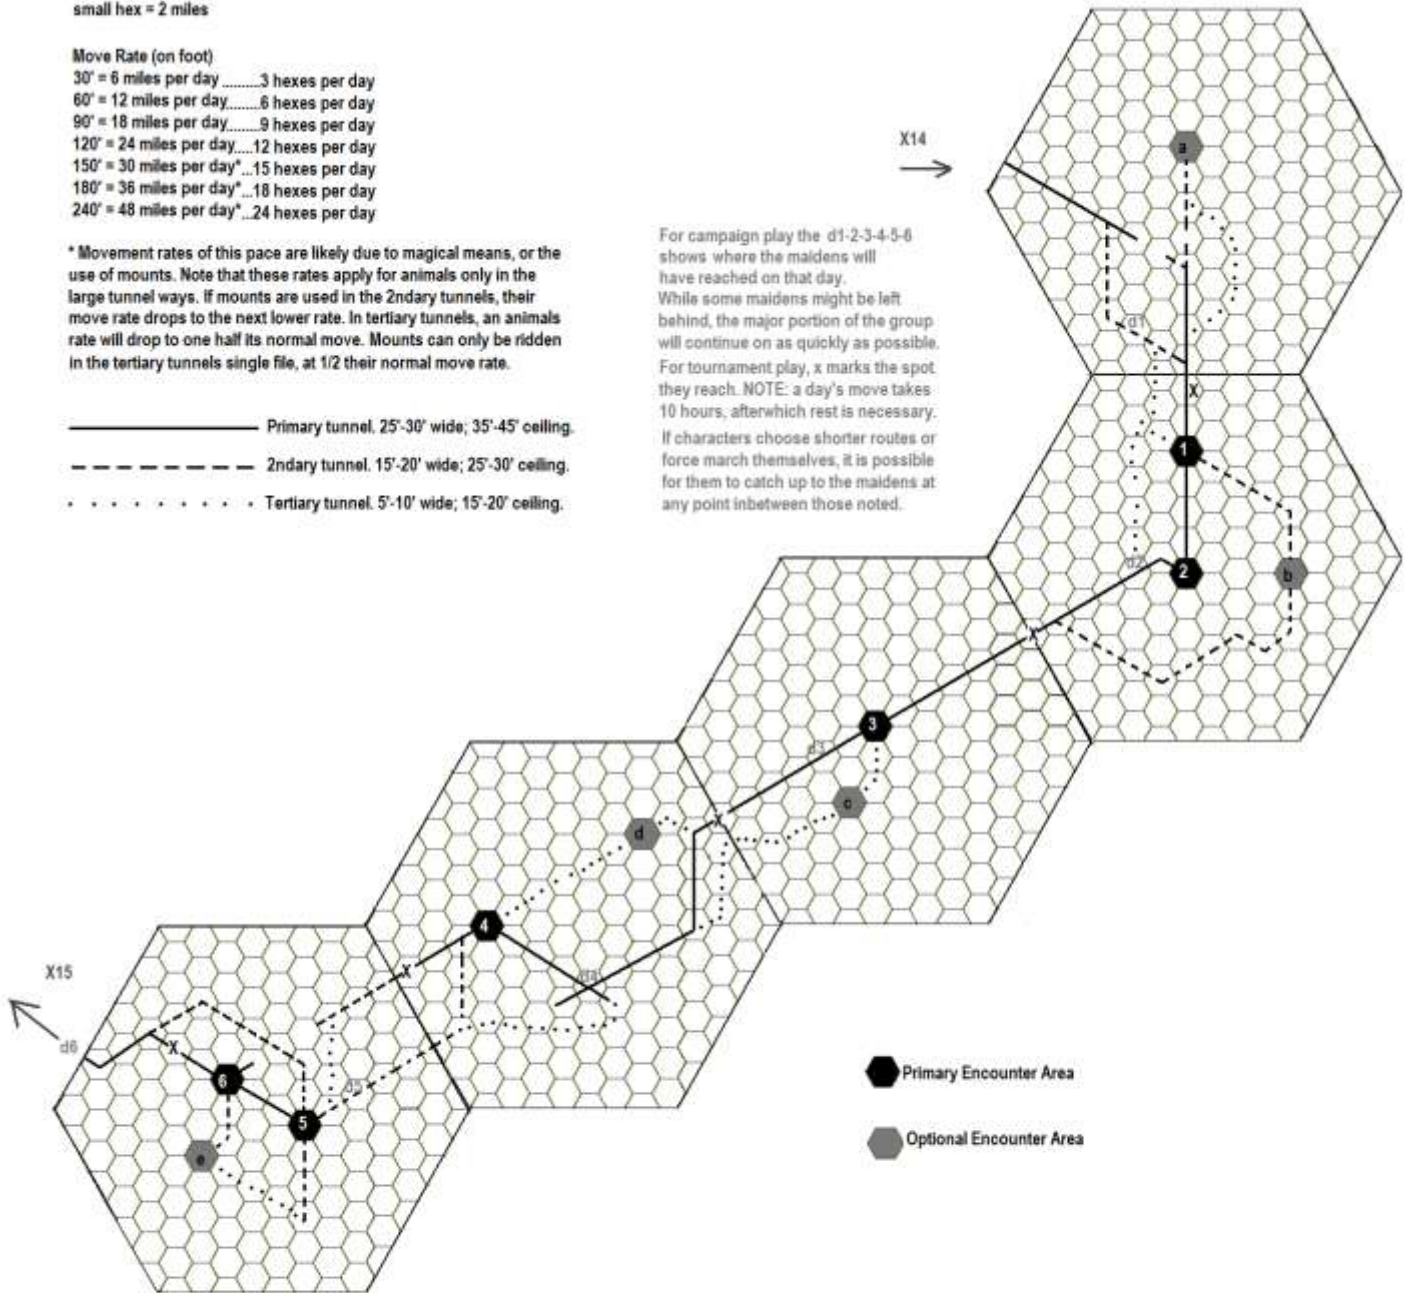 small hex = 2 miles
Move Rate (on foot)
30' = 6 miles per day .........3 hexes per day
60' = 12 miles per day........6 hexes per day
90' = 18 miles per day........9 hexes per day
120' = 24 miles per day.....12 hexes per day
150' = 30 miles per day*...15 hexes per day
180' = 36 miles per day*...18 hexes per day
240' = 48 miles per day*...24 hexes per day
* Movement rates of this pace are likely due to magical means, or the
use of mounts. Note that these rates apply for animals only in the
large tunnel ways. If mounts are used in the 2ndary tunnels, their
move rate drops to the next lower rate. In tertiary tunnels, an animals
rate will drop to one half its normal move. Mounts can only be ridden
in the tertiary tunnels single file, at 1/2 their normal move rate.
Primary tunnel. 25'-30' wide; 35'-45' ceiling.
2ndary tunnel. 15'-20' wide; 25'-30' ceiling.
Tertiary tunnel. 5'-10' wide; 15'-20' ceiling.
For campaign play the d1-2-3-4-5-6
shows where the maidens will
have reached on that day.
While some maidens might be left
behind, the major portion of the group
will continue on as quickly as possible.
For tournament play, x marks the spot
they reach. NOTE: a day's move takes
10 hours, afterwhich rest is necessary.
If characters choose shorter routes or
force march themselves, it is possible
for them to catch up to the maidens at
any point inbetween those noted.
X14
a
d1
X
1
d2
2
b
X
3
d3
c
X
d
4
X
d4
X15
d6
X
6
d5
5
e
Primary Encounter Area
Optional Encounter Area